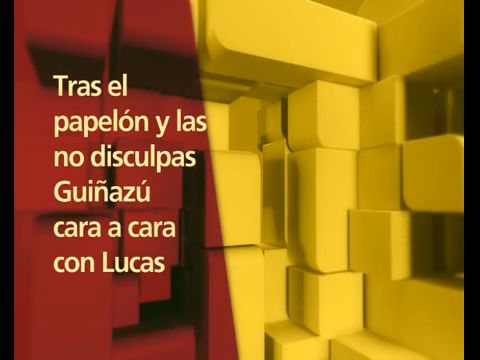 Tras el
papelón y las
no disculpas
Guiñazú
cara a cara
con Lucas